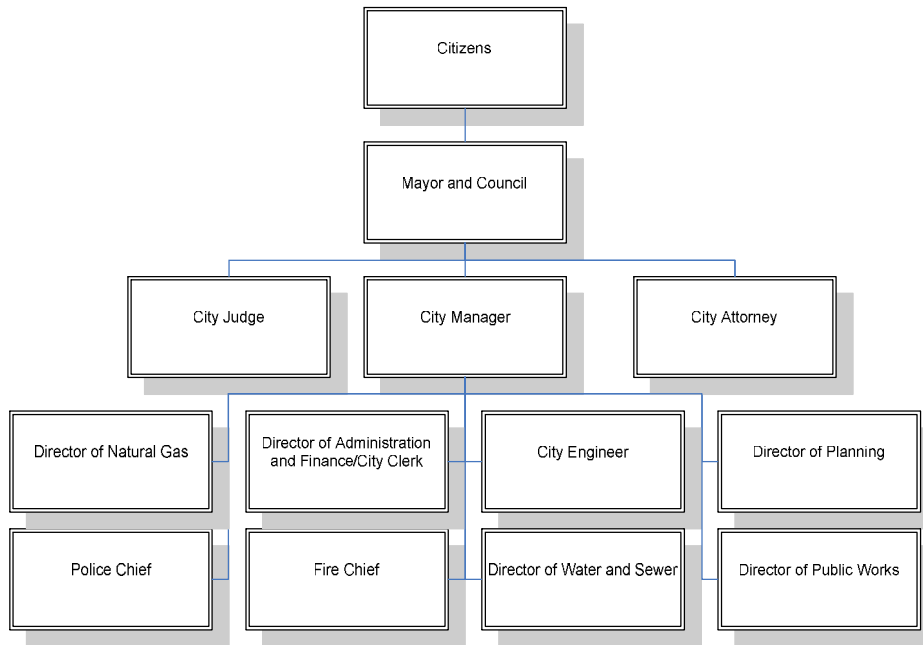 Citizens
Mayor and Council
City Judge
City Manager
City Attorney
Director of Natural Gas
Director of Administration
and Finance/City Clerk
City Engineer
Director of Planning
Police Chief
Fire Chief
Director of Water and Sewer
Director of Public Works